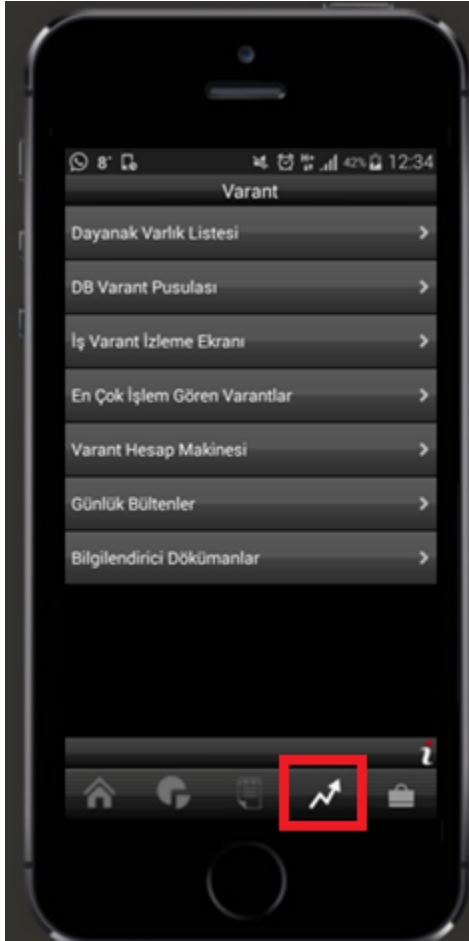 8° 42% 12:34
Varant
Dayanak Varlık Listesi
DB Varant Pusulası
İş Varant İzleme Ekranı
En Çok İşlem Gören Varantlar
Varant Hesap Makinesi
Günlük Bültenler
Bilgilendirici Dökümanlar
i